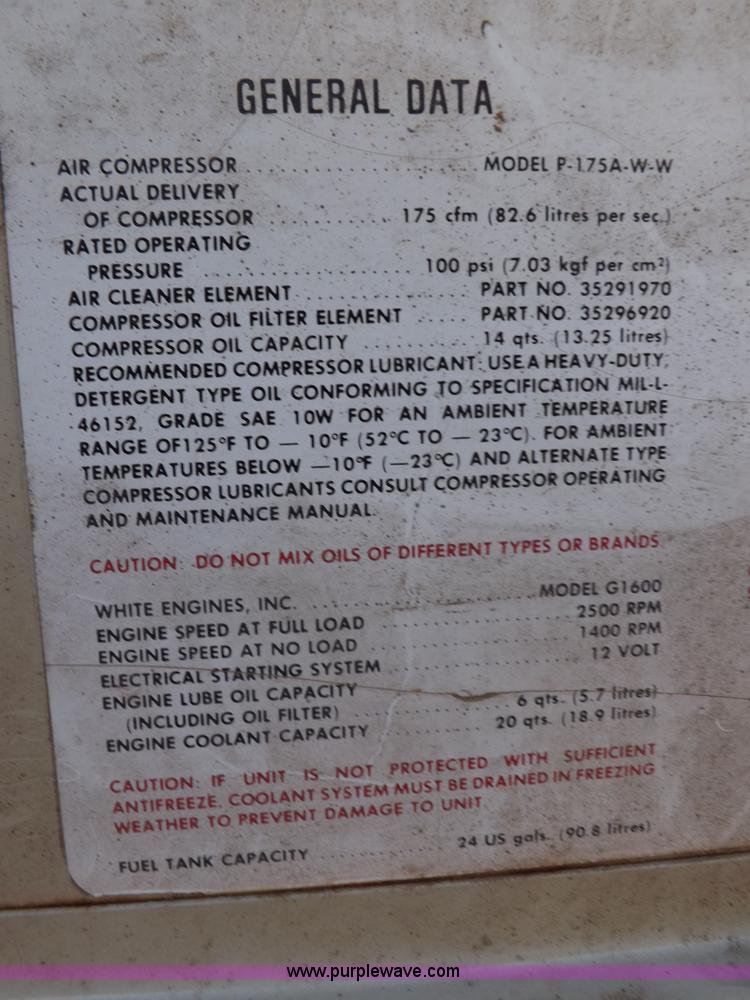 GENERAL DATA
AIR COMPRESSOR ........................ MODEL P-175A-W-W
ACTUAL DELIVERY
OF COMPRESSOR ............ 175 cfm (82.6 litres per sec.)
RATED OPERATING
PRESSURE .................... 100 psi (7.03 kgf per cm²)
AIR CLEANER ELEMENT ................ PART NO. 35291970
COMPRESSOR OIL FILTER ELEMENT ..... PART NO. 35296920
COMPRESSOR OIL CAPACITY .......... 14 qts. (13.25 litres)
RECOMMENDED COMPRESSOR LUBRICANT: USE A HEAVY-DUTY,
DETERGENT TYPE OIL CONFORMING TO SPECIFICATION MIL-L-
46152, GRADE SAE 10W FOR AN AMBIENT TEMPERATURE
RANGE OF 125°F TO — 10°F (52°C TO — 23°C). FOR AMBIENT
TEMPERATURES BELOW —10°F (—23°C) AND ALTERNATE TYPE
COMPRESSOR LUBRICANTS CONSULT COMPRESSOR OPERATING
AND MAINTENANCE MANUAL.
CAUTION: DO NOT MIX OILS OF DIFFERENT TYPES OR BRANDS.
WHITE ENGINES, INC. ....................... MODEL G1600
ENGINE SPEED AT FULL LOAD .................... 2500 RPM
ENGINE SPEED AT NO LOAD .................... 1400 RPM
ELECTRICAL STARTING SYSTEM .................. 12 VOLT
ENGINE LUBE OIL CAPACITY
(INCLUDING OIL FILTER) ............... 6 qts. (5.7 litres)
ENGINE COOLANT CAPACITY ............ 20 qts. (18.9 litres)
CAUTION: IF UNIT IS NOT PROTECTED WITH SUFFICIENT
ANTIFREEZE, COOLANT SYSTEM MUST BE DRAINED IN FREEZING
WEATHER TO PREVENT DAMAGE TO UNIT.
FUEL TANK CAPACITY ............... 24 US gals. (90.8 litres)
www.purplewave.com